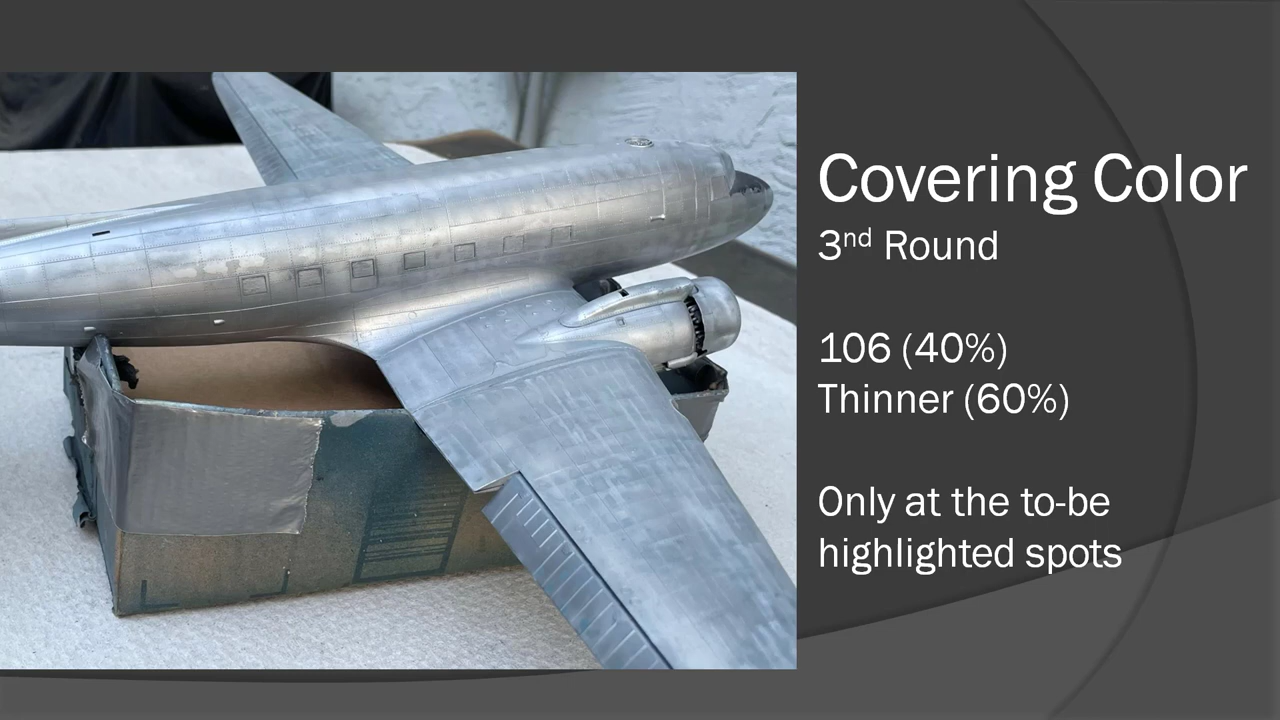 Covering Color
3nd Round
106 (40%)
Thinner (60%)
Only at the to-be
highlighted spots